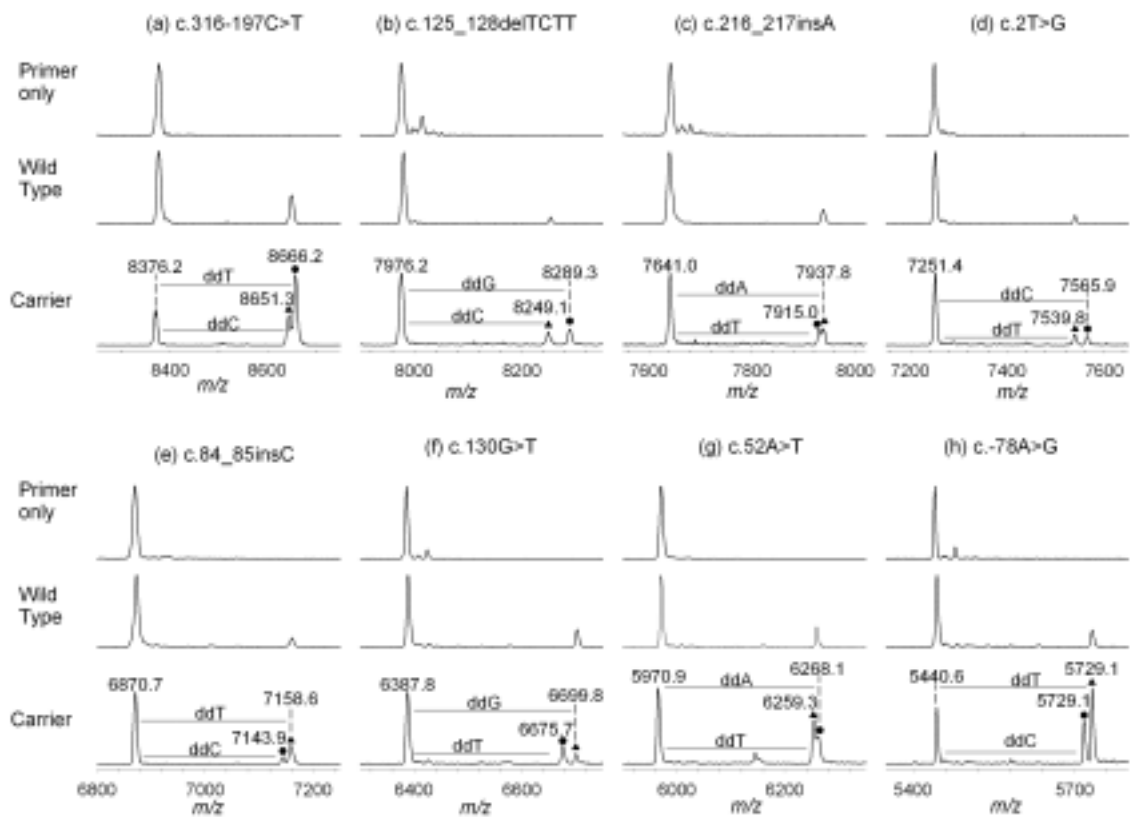 (a) c.316-197C>T (b) c.125_128delTCTT (c) c.216_217insA (d) c.2T>G
Primer only
Wild Type
Carrier
8376.2 ddT 8666.2 8651.3 ddC
7976.2 ddG 8289.3 ddC 8249.1
7641.0 ddA 7937.8 ddT 7915.0
7251.4 ddC 7565.9 ddT 7539.8
8400 8600 8000 8200 7600 7800 8000 7200 7400 7600
m/z m/z m/z m/z
(e) c.84_85insC (f) c.130G>T (g) c.52A>T (h) c.-78A>G
Primer only
Wild Type
Carrier
6870.7 ddT 7158.6 7143.9 ddC
6387.8 ddG 6699.8 6675.7 ddT
5970.9 ddA 6268.1 6259.3 ddT
5440.6 ddT 5729.1 5729.1 ddC
6800 7000 7200 6400 6600 6000 6200 5400 5700
m/z m/z m/z m/z